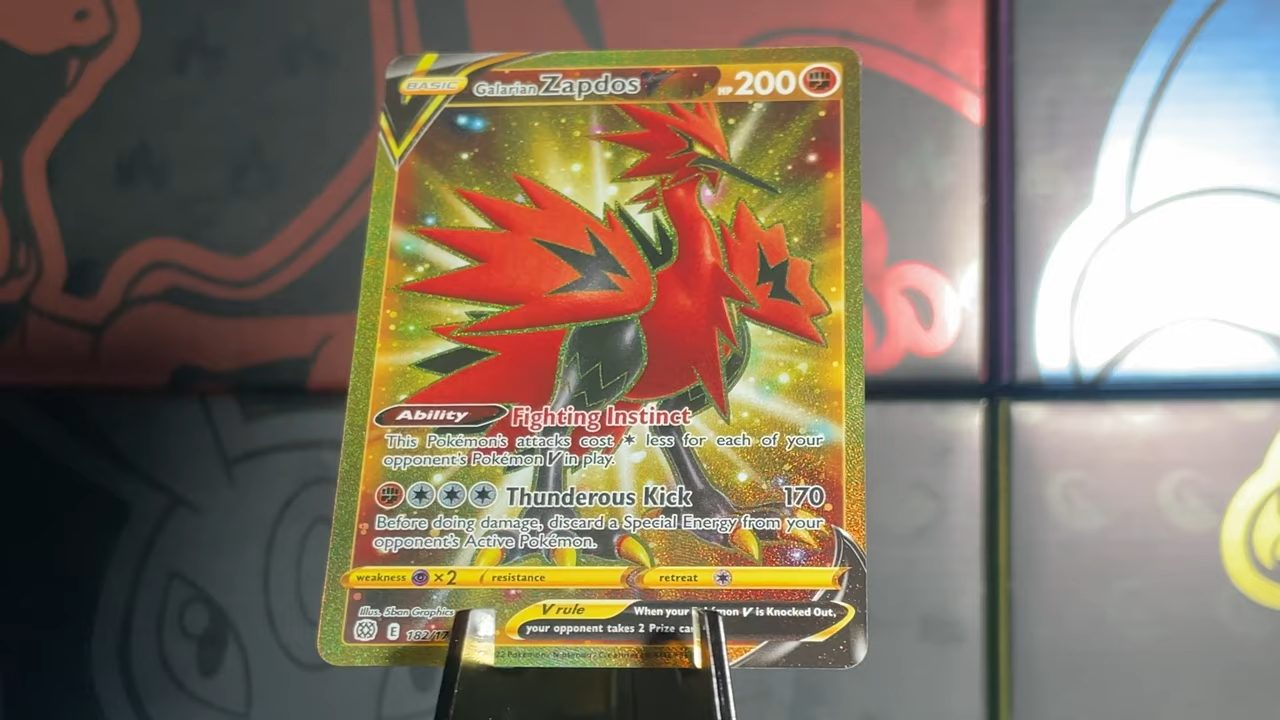 BASIC Galarian Zapdos HP 200
Ability Fighting Instinct
This Pokémon's attacks cost less for each of your
opponent's Pokémon V in play.
Thunderous Kick 170
Before doing damage, discard a Special Energy from your
opponent's Active Pokémon.
weakness ×2 resistance retreat
Illus. 5ban Graphics
V rule When your Pokémon V is Knocked Out,
your opponent takes 2 Prize
E 182/17